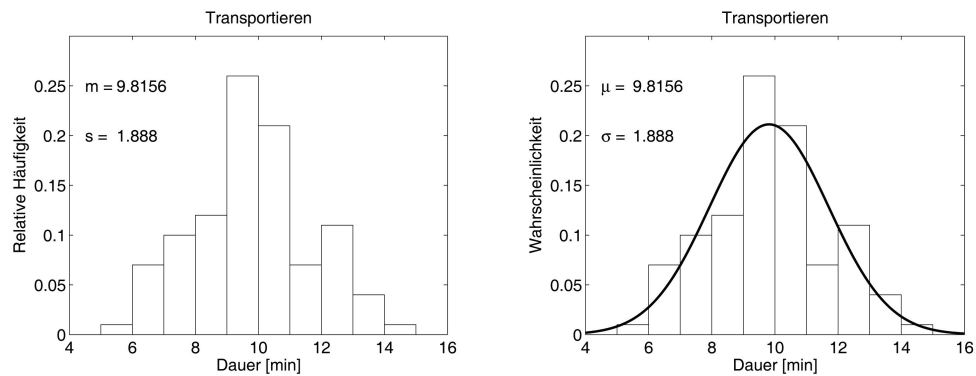 Transportieren
m = 9.8156
s = 1.888
Relative Häufigkeit
0.25
0.2
0.15
0.1
0.05
0
4 6 8 10 12 14 16
Dauer [min]
Transportieren
μ = 9.8156
σ = 1.888
Wahrscheinlichkeit
0.25
0.2
0.15
0.1
0.05
0
4 6 8 10 12 14 16
Dauer [min]